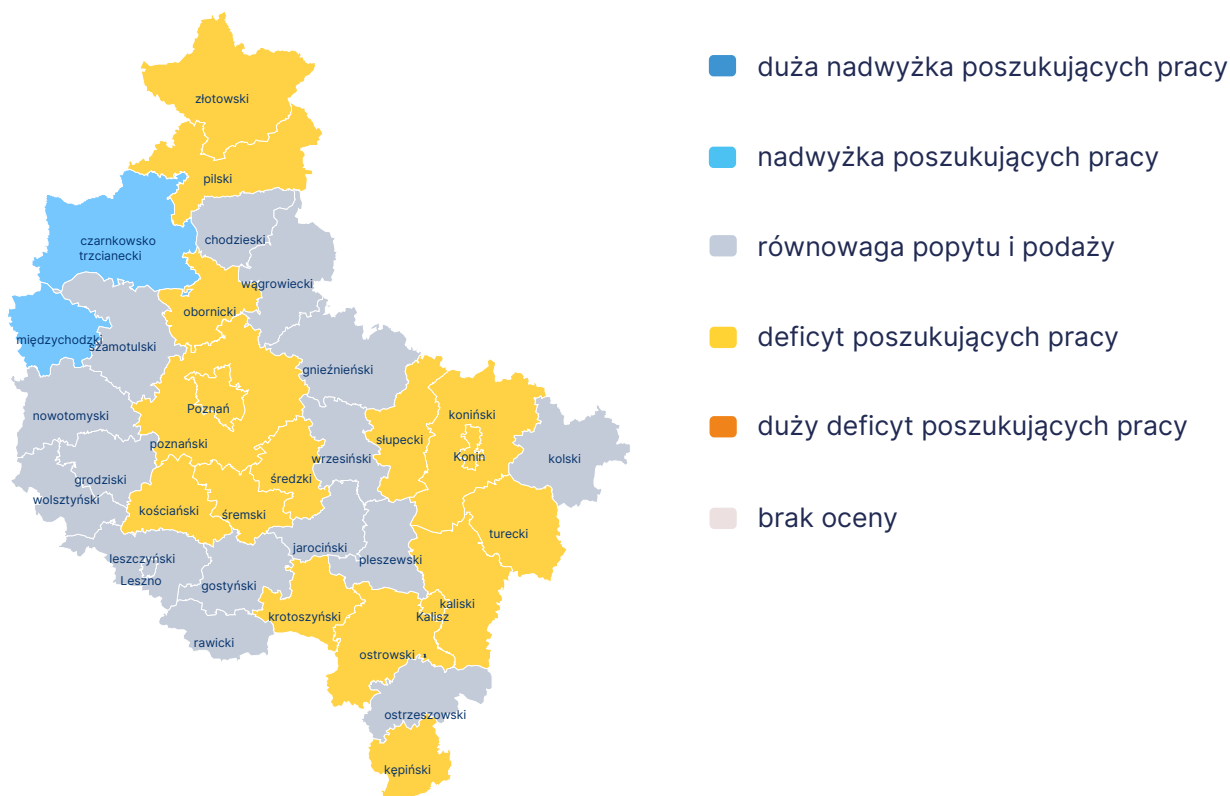 złotowski
pilski
czarnkowsko
trzcianecki
chodzieski
wągrowiecki
obornicki
międzychodzki
szamotulski
gnieźnieński
nowotomyski
Poznań
poznański
koniński
słupecki
Konin
wrzesiński
kolski
grodziski
średzki
wolsztyński
kościański
śremski
turecki
jarociński
leszczyński
pleszewski
Leszno
gostyński
kaliski
krotoszyński
Kalisz
rawicki
ostrowski
ostrzeszowski
kępiński
duża nadwyżka poszukujących pracy
nadwyżka poszukujących pracy
równowaga popytu i podaży
deficyt poszukujących pracy
duży deficyt poszukujących pracy
brak oceny